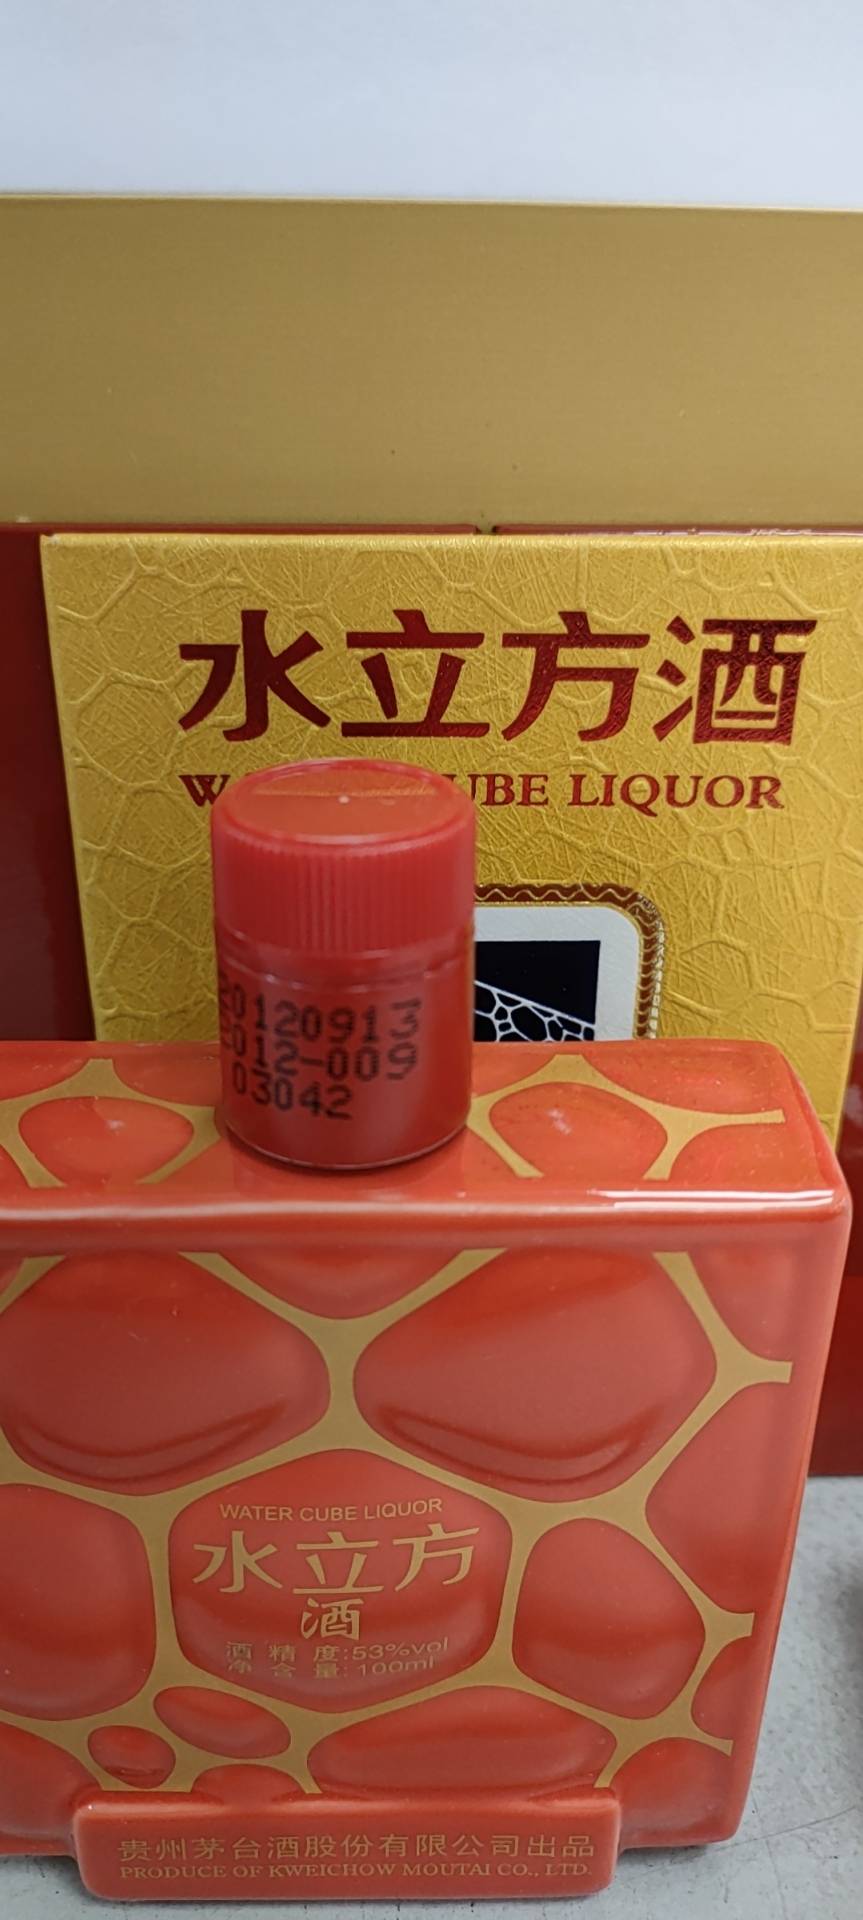 水立方酒
WATER CUBE LIQUOR
20120913
2012-009
03042
WATER CUBE LIQUOR
水立方
酒
酒 精 度:53%vol
净 含 量:100ml
贵州茅台酒股份有限公司出品
PRODUCE OF KWEICHOW MOUTAI CO., LTD.